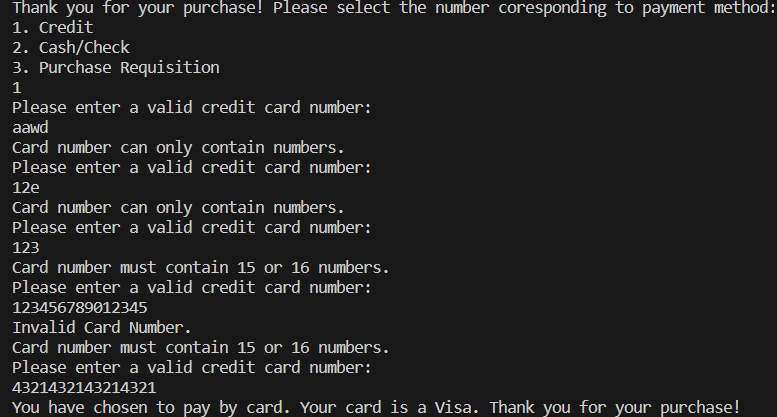 Thank you for your purchase! Please select the number coresponding to payment method:
1. Credit
2. Cash/Check
3. Purchase Requisition
1
Please enter a valid credit card number:
aawd
Card number can only contain numbers.
Please enter a valid credit card number:
12e
Card number can only contain numbers.
Please enter a valid credit card number:
123
Card number must contain 15 or 16 numbers.
Please enter a valid credit card number:
123456789012345
Invalid Card Number.
Card number must contain 15 or 16 numbers.
Please enter a valid credit card number:
4321432143214321
You have chosen to pay by card. Your card is a Visa. Thank you for your purchase!